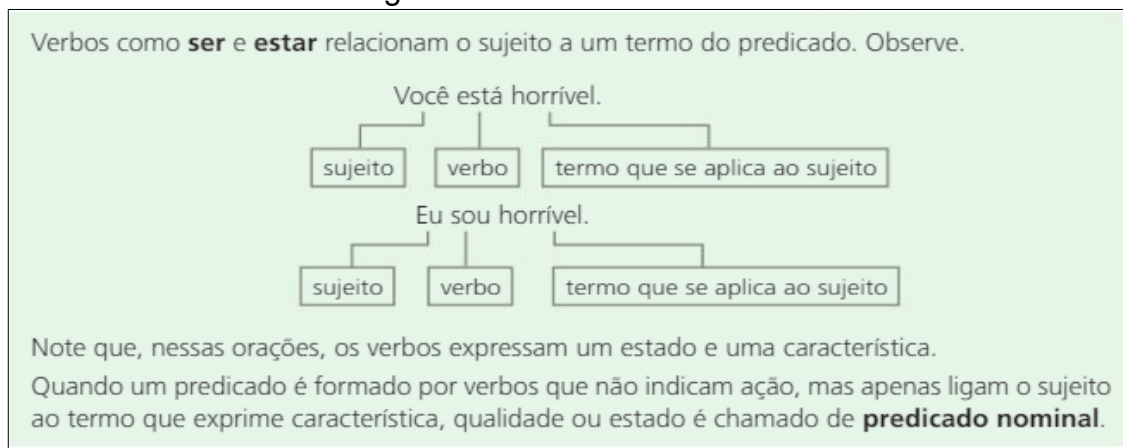 Verbos como ser e estar relacionam o sujeito a um termo do predicado. Observe.
Você está horrível.
sujeito verbo termo que se aplica ao sujeito
Eu sou horrível.
sujeito verbo termo que se aplica ao sujeito
Note que, nessas orações, os verbos expressam um estado e uma característica.
Quando um predicado é formado por verbos que não indicam ação, mas apenas ligam o sujeito
ao termo que exprime característica, qualidade ou estado é chamado de predicado nominal.